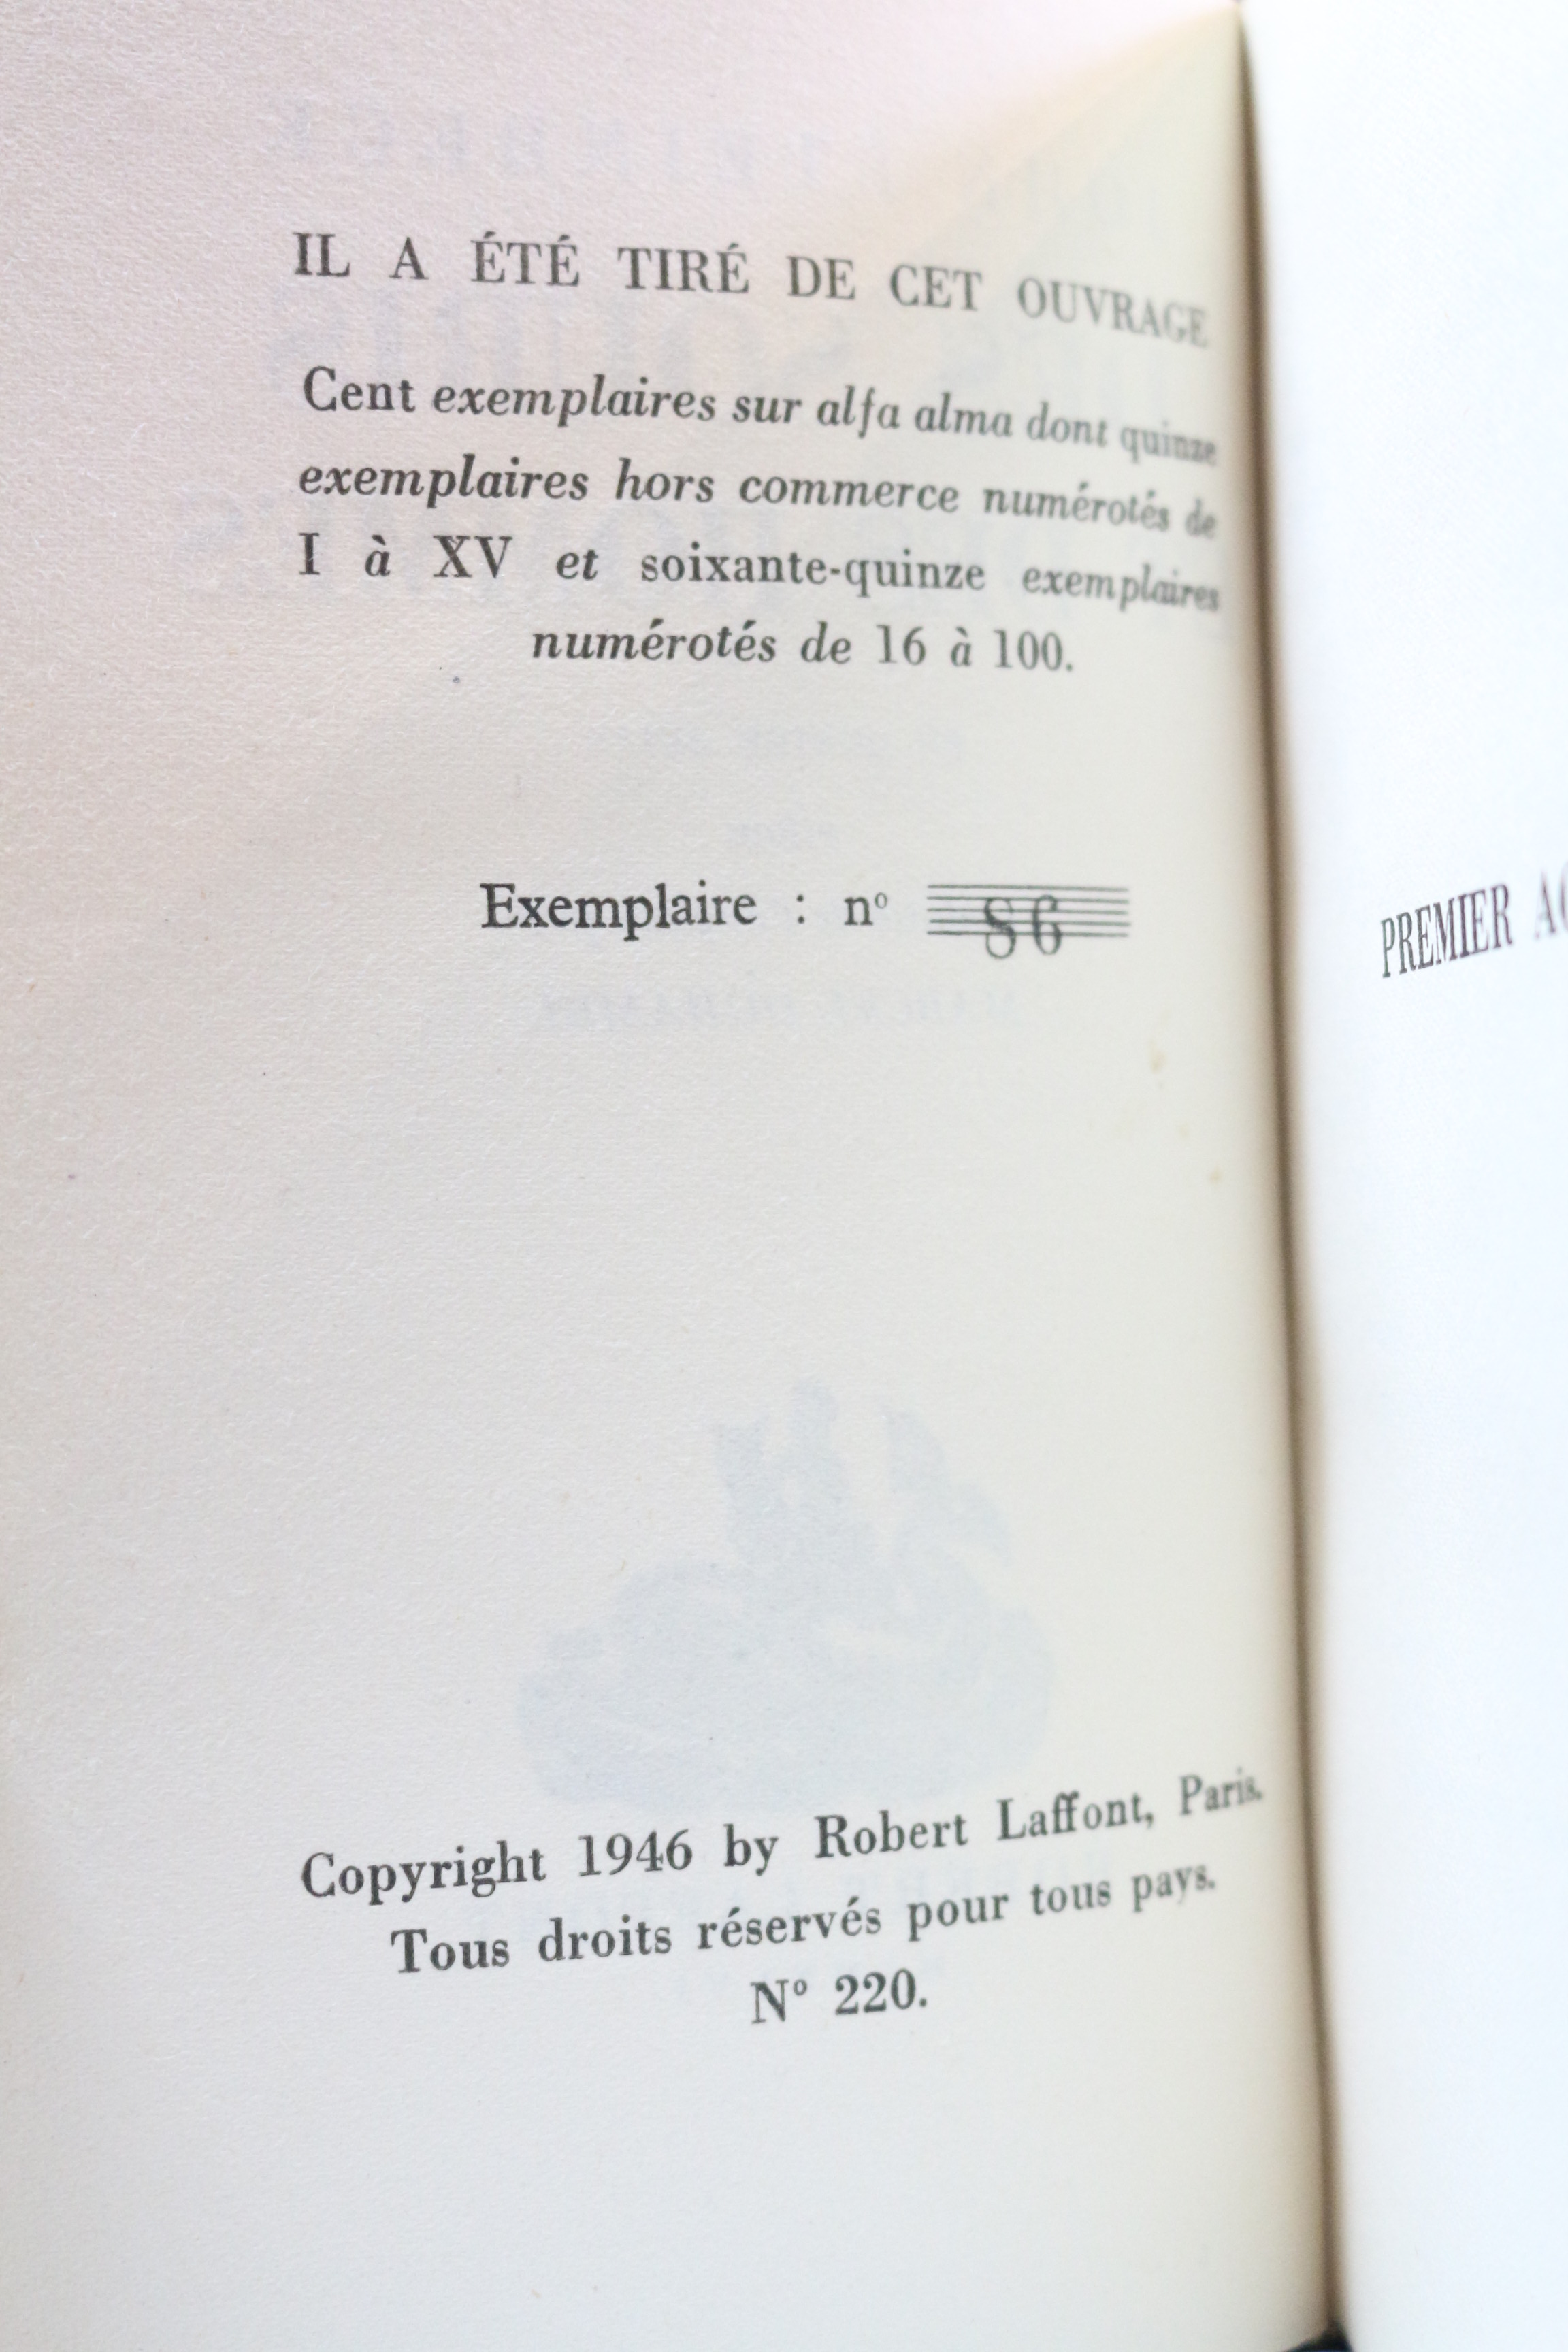 IL A ÉTÉ TIRÉ DE CET OUVRAGE
Cent exemplaires sur alfa alma dont quinze
exemplaires hors commerce numérotés de
I à XV et soixante-quinze exemplaires
numérotés de 16 à 100.
Exemplaire : nº 86
Copyright 1946 by Robert Laffont, Paris.
Tous droits réservés pour tous pays.
Nº 220.
PREMIER